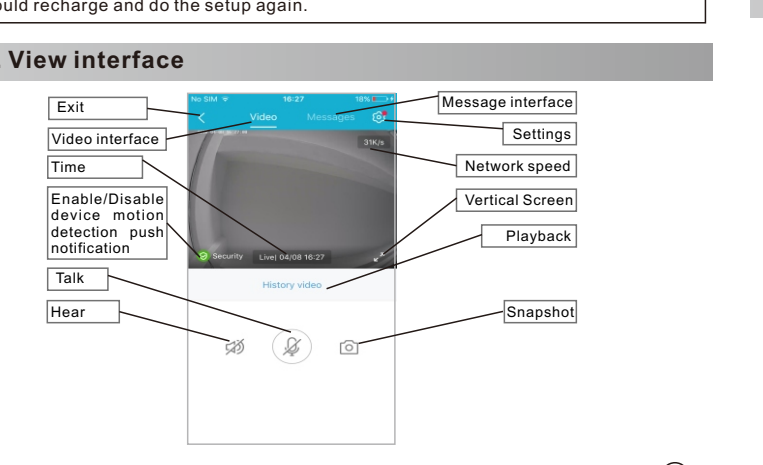 ould recharge and do the setup again.
View interface
Exit
Video interface
Time
Enable/Disable
device motion
detection push
notification
Talk
Hear
No SIM 16:27 18%
Video Messages
31K/s
Security Live| 04/08 16:27
History video
Message interface
Settings
Network speed
Vertical Screen
Playback
Snapshot